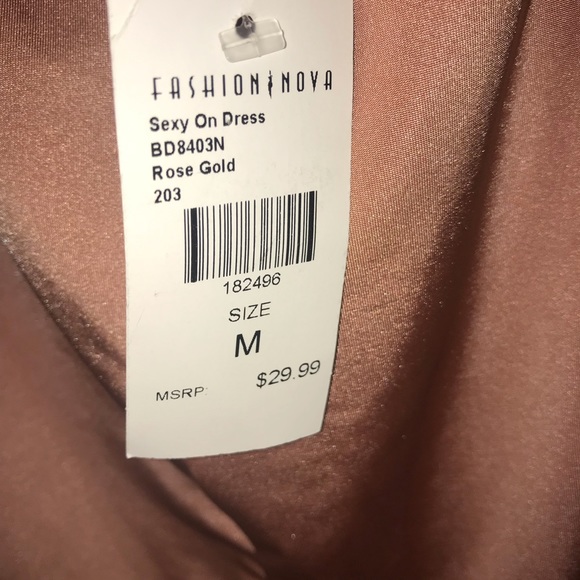 FASHION NOVA
Sexy On Dress
BD8403N
Rose Gold
203
182496
SIZE
M
MSRP: $29.99